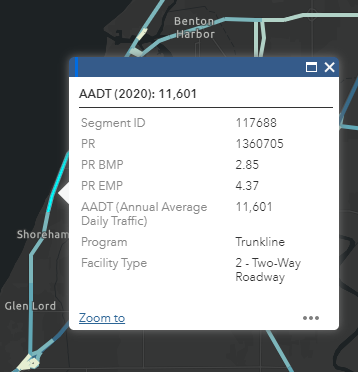 Benton
Harbor
AADT (2020): 11,601
Segment ID 117688
PR 1360705
PR BMP 2.85
PR EMP 4.37
AADT (Annual Average
Daily Traffic) 11,601
Program Trunkline
Facility Type 2 - Two-Way
Roadway
Shoreham
Glen Lord
Zoom to